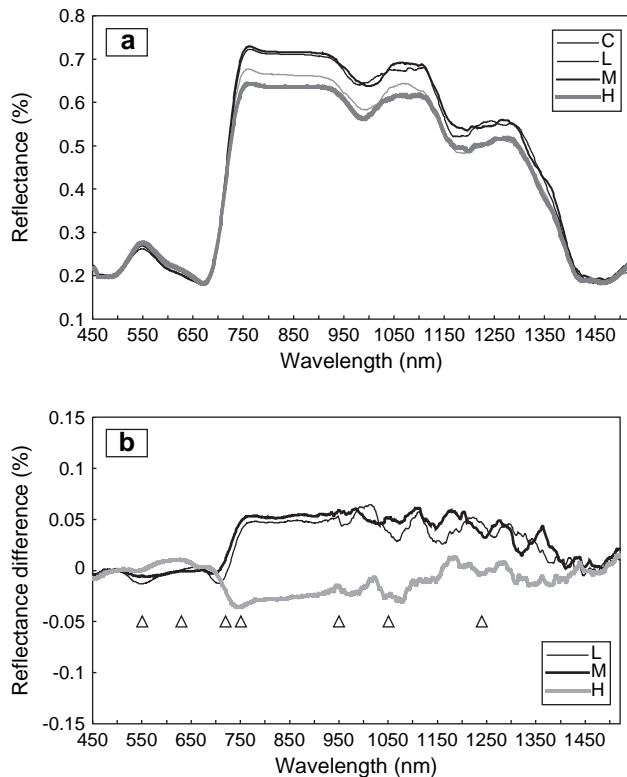 0.8
a
C
L
M
H
0.7
0.6
0.5
0.4
0.3
0.2
0.1
Reflectance (%)
450 550 650 750 850 950 1050 1150 1250 1350 1450
Wavelength (nm)
0.15
b
0.1
0.05
0
-0.05
-0.1
-0.15
Reflectance difference (%)
L
M
H
450 550 650 750 850 950 1050 1150 1250 1350 1450
Wavelength (nm)